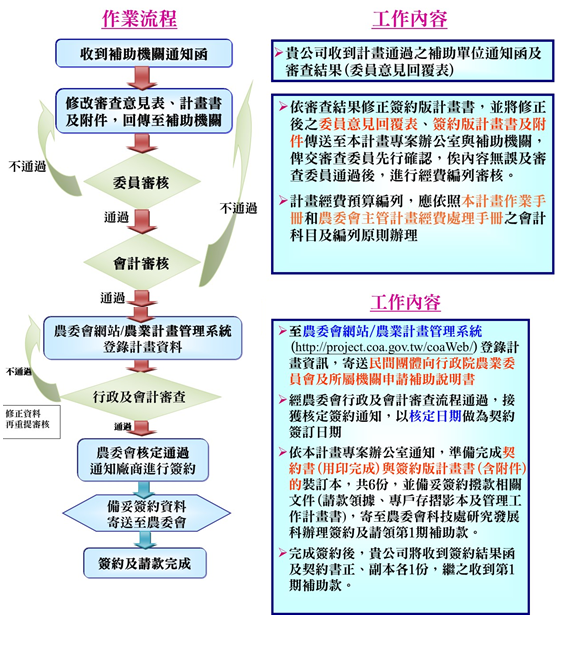 作業流程
收到補助機關通知函
修改審查意見表、計畫書
及附件，回傳至補助機關
不通過
委員審核
不通過
通過
會計審核
通過
農委會網站/農業計畫管理系統
登錄計畫資料
不通過
行政及會計審查
修正資料
再重提審核
通過
農委會核定通過
通知廠商進行簽約
備妥簽約資料
寄送至農委會
簽約及請款完成
工作內容
貴公司收到計畫通過之補助單位通知函及
審查結果(委員意見回覆表)
依審查結果修正簽約版計畫書，並將修正
後之委員意見回覆表、簽約版計畫書及附
件傳送至本計畫專案辦公室與補助機關，
俾交審查委員先行確認，俟內容無誤及審
查委員通過後，進行經費編列審核。
計畫經費預算編列，應依照本計畫作業手
冊和農委會主管計畫經費處理手冊之會計
科目及編列原則辦理
工作內容
至農委會網站/農業計畫管理系統
(http://project.coa.gov.tw/coaWeb/) 登錄計
畫資訊，寄送民間團體向行政院農業委
員會及所屬機關申請補助說明書
經農委會行政及會計審查流程通過，接
獲核定簽約通知，以核定日期做為契約
簽訂日期
依本計畫專案辦公室通知，準備完成契
約書(用印完成)與簽約版計畫書(含附件)
的裝訂本，共6份，並備妥簽約撥款相關
文件(請款領據、專戶存摺影本及管理工
作計畫書)，寄至農委會科技處研究發展
科辦理簽約及請領第1期補助款。
完成簽約後，貴公司將收到簽約結果函
及契約書正、副本各1份，繼之收到第1
期補助款。